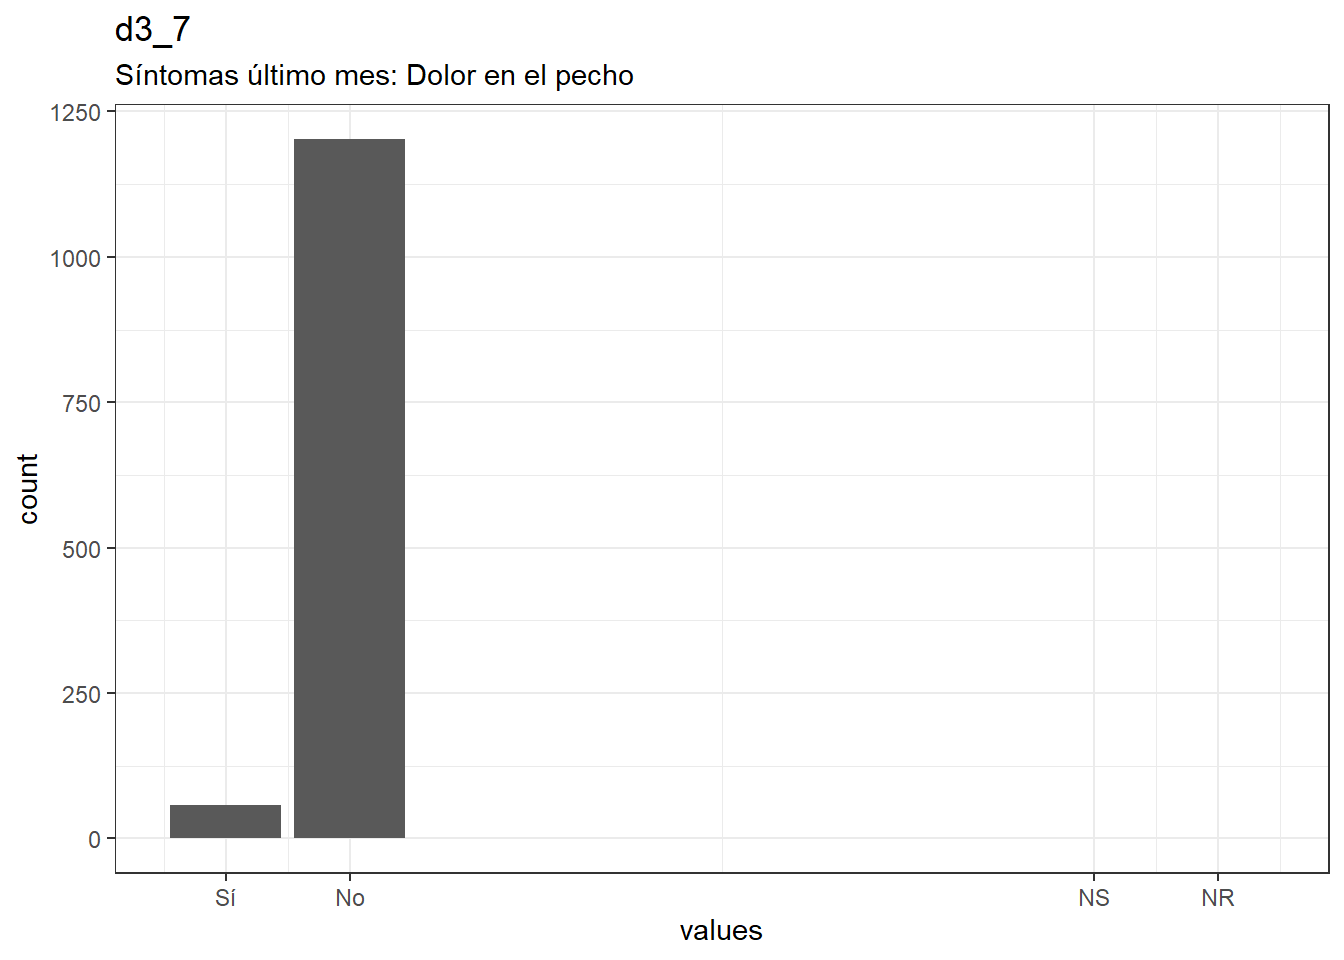 d3_7
Síntomas último mes: Dolor en el pecho
1250
1000
750
500
250
0
count
Sí No NS NR
values